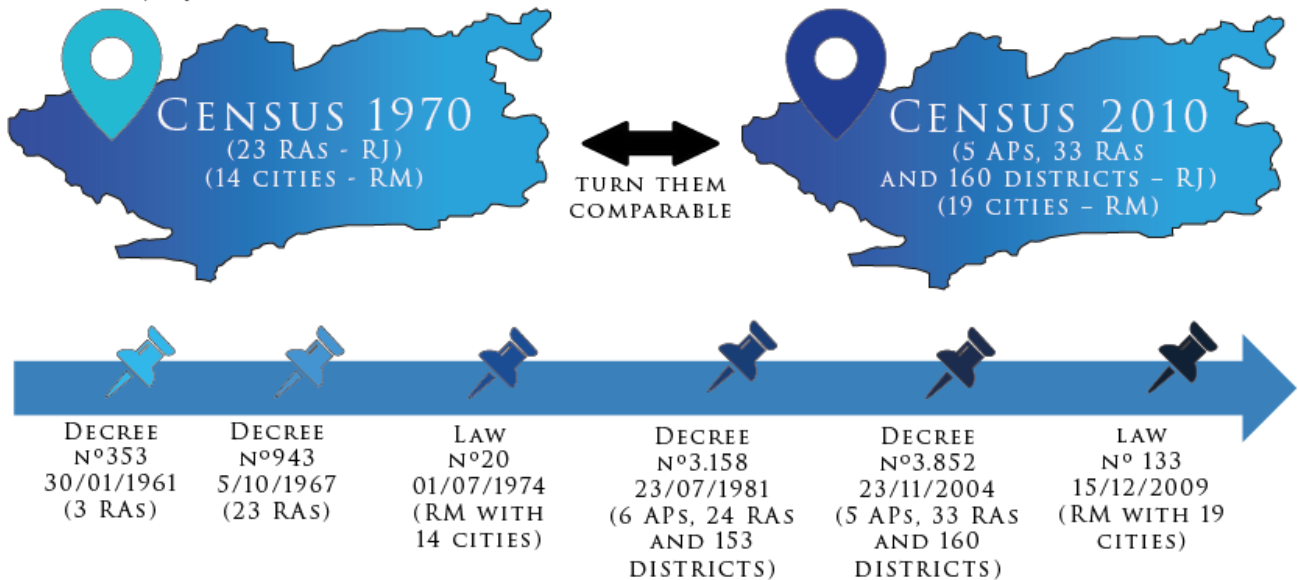 Census 1970
(23 RAs - RJ)
(14 cities - RM)
turn them
comparable
Census 2010
(5 APs, 33 RAs
and 160 districts – RJ)
(19 cities – RM)
Decree
nº353
30/01/1961
(3 RAs)
Decree
nº943
5/10/1967
(23 RAs)
Law
nº20
01/07/1974
(RM with
14 cities)
Decree
nº3.158
23/07/1981
(6 APs, 24 RAs
and 153
districts)
Decree
nº3.852
23/11/2004
(5 APs, 33 RAs
and 160
districts)
law
nº 133
15/12/2009
(RM with 19
cities)